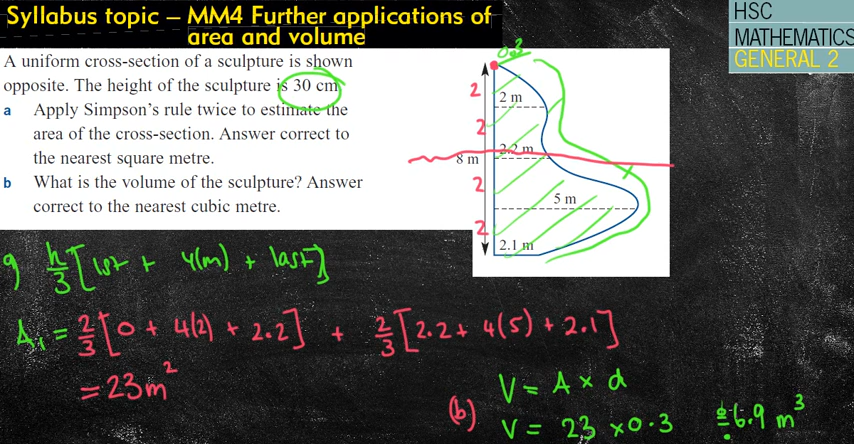 Syllabus topic – MM4 Further applications of
area and volume
HSC
MATHEMATICS
GENERAL 2
A uniform cross-section of a sculpture is shown
opposite. The height of the sculpture is 30 cm.
a Apply Simpson's rule twice to estimate the
area of the cross-section. Answer correct to
the nearest square metre.
b What is the volume of the sculpture? Answer
correct to the nearest cubic metre.
0.3
2
2 m
2
2.2 m
8 m
2
5 m
2
2.1 m
a) h/3 [1st + 4(m) + last]
A₁ = 2/3 [0 + 4(2) + 2.2] + 2/3 [2.2 + 4(5) + 2.1]
= 23m²
(b) V = A × d
V = 23 × 0.3 ≑ 6.9 m³